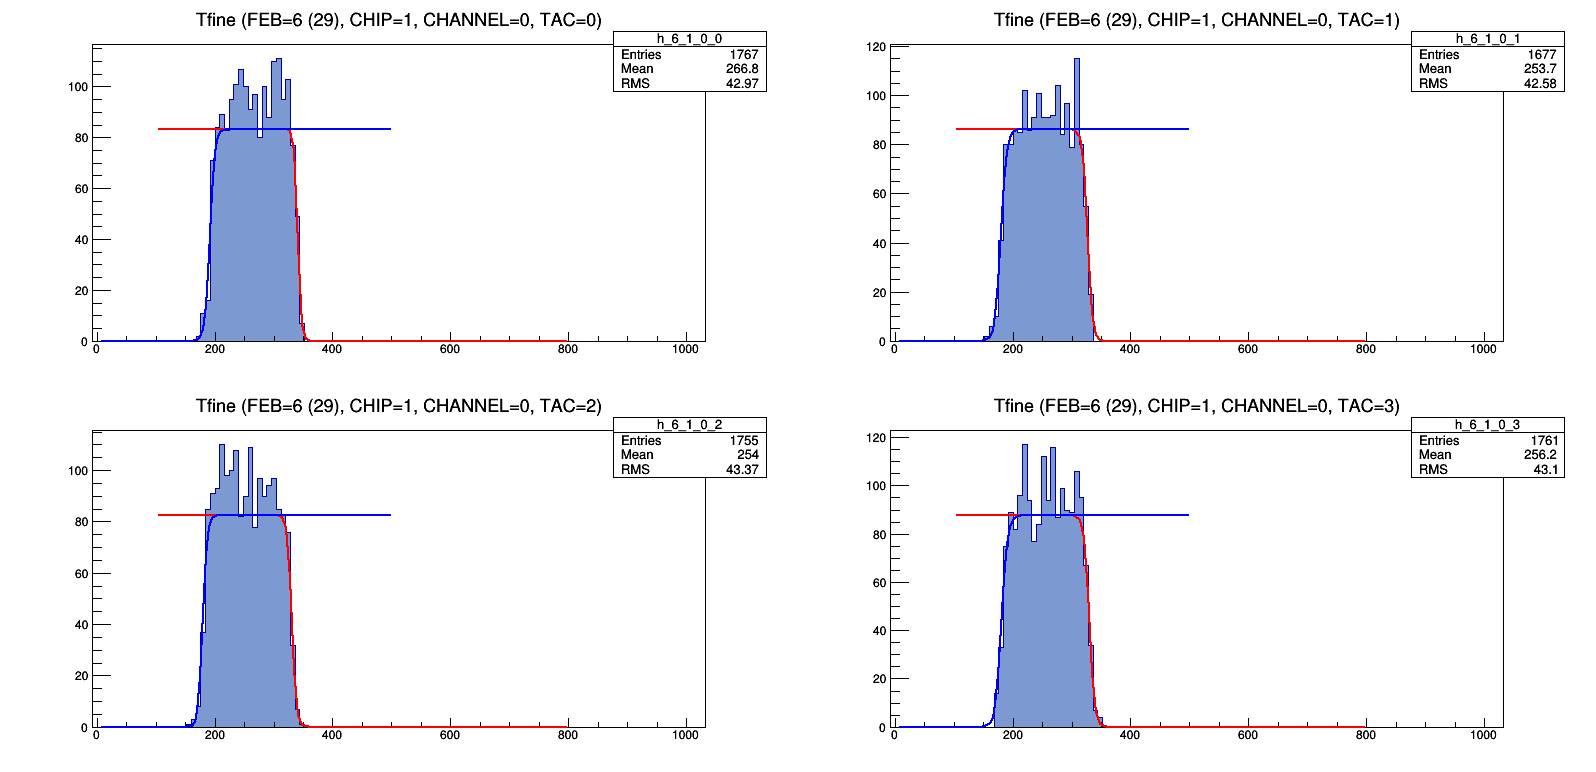 Tfine (FEB=6 (29), CHIP=1, CHANNEL=0, TAC=0)
h_6_1_0_0
Entries 1767
Mean 266.8
RMS 42.97
100
80
60
40
20
0
0 200 400 600 800 1000
Tfine (FEB=6 (29), CHIP=1, CHANNEL=0, TAC=1)
h_6_1_0_1
Entries 1677
Mean 253.7
RMS 42.58
120
100
80
60
40
20
0
0 200 400 600 800 1000
Tfine (FEB=6 (29), CHIP=1, CHANNEL=0, TAC=2)
h_6_1_0_2
Entries 1755
Mean 254
RMS 43.37
100
80
60
40
20
0
0 200 400 600 800 1000
Tfine (FEB=6 (29), CHIP=1, CHANNEL=0, TAC=3)
h_6_1_0_3
Entries 1761
Mean 256.2
RMS 43.1
120
100
80
60
40
20
0
0 200 400 600 800 1000